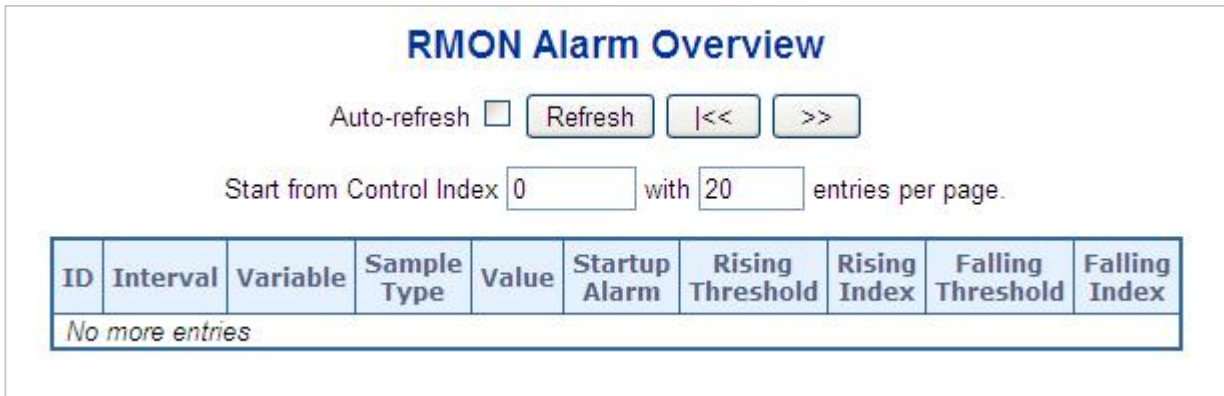 RMON Alarm Overview
Auto-refresh Refresh |<< >>
Start from Control Index 0 with 20 entries per page.
ID Interval Variable Sample Type Value Startup Alarm Rising Threshold Rising Index Falling Threshold Falling Index
No more entries